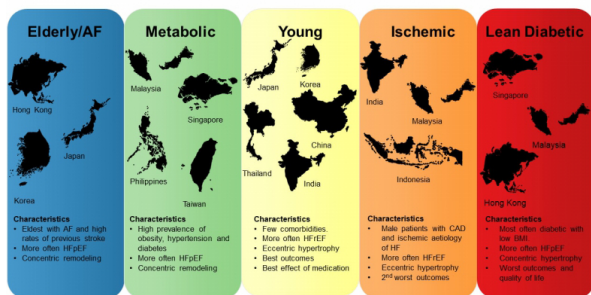 Elderly/AF
Hong Kong
Japan
Korea
Characteristics
• Eldest with AF and high
rates of previous stroke
• More often HFpEF
• Concentric remodeling
Metabolic
Malaysia
Singapore
Philippines
Taiwan
Characteristics
• High prevalence of
obesity, hypertension and
diabetes
• More often HFpEF
• Concentric remodeling
Young
Japan
Korea
China
Thailand
India
Characteristics
• Few comorbidities.
• More often HFrEF
• Eccentric hypertrophy
• Best outcomes
• Best effect of medication
Ischemic
India
Malaysia
Indonesia
Characteristics
• Male patients with CAD
and ischemic aetiology
of HF
• More often HFrEF
• Eccentric hypertrophy
• 2nd worst outcomes
Lean Diabetic
Singapore
Malaysia
Hong Kong
Characteristics
• Most often diabetic with
low BMI.
• More often HFpEF
• Concentric hypertrophy
• Worst outcomes and
quality of life